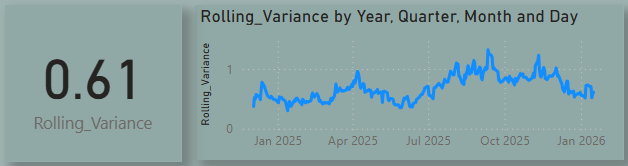 0.61
Rolling_Variance
Rolling_Variance by Year, Quarter, Month and Day
Rolling_Variance
1
0
Jan 2025
Apr 2025
Jul 2025
Oct 2025
Jan 2026